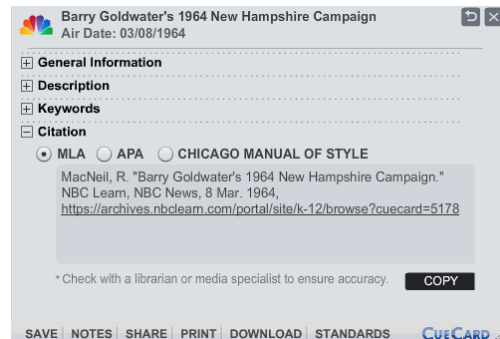 Barry Goldwater's 1964 New Hampshire Campaign
Air Date: 03/08/1964
General Information
Description
Keywords
Citation
MLA APA CHICAGO MANUAL OF STYLE
MacNeil, R. "Barry Goldwater's 1964 New Hampshire Campaign."
NBC Learn, NBC News, 8 Mar. 1964,
https://archives.nbclearn.com/portal/site/k-12/browse?cuecard=5178
* Check with a librarian or media specialist to ensure accuracy. COPY
SAVE NOTES SHARE PRINT DOWNLOAD STANDARDS CUECARD